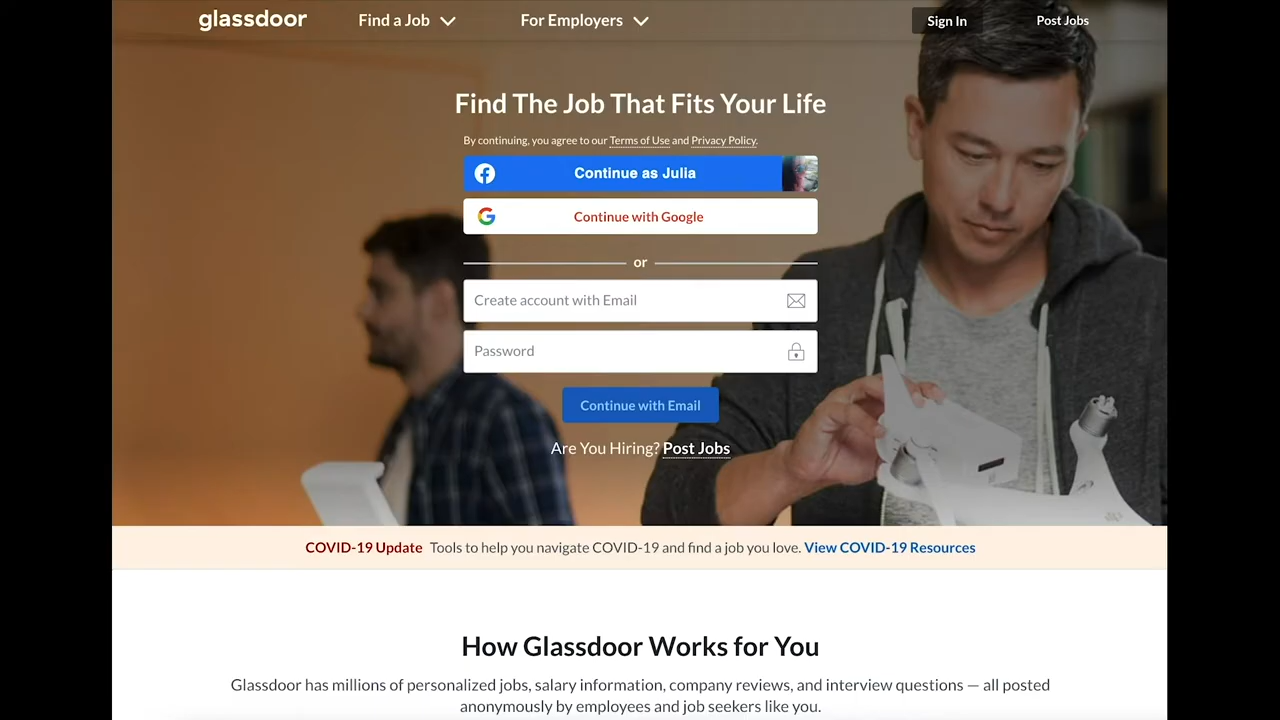 glassdoor
Find a Job
For Employers
Sign In
Post Jobs
Find The Job That Fits Your Life
By continuing, you agree to our Terms of Use and Privacy Policy.
Continue as Julia
Continue with Google
or
Create account with Email
Password
Continue with Email
Are You Hiring? Post Jobs
COVID-19 Update Tools to help you navigate COVID-19 and find a job you love. View COVID-19 Resources
How Glassdoor Works for You
Glassdoor has millions of personalized jobs, salary information, company reviews, and interview questions — all posted
anonymously by employees and job seekers like you.